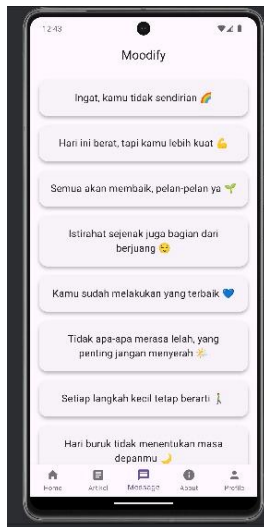 12:43
Moodify
Ingat, kamu tidak sendirian 🌈
Hari ini berat, tapi kamu lebih kuat 💪
Semua akan membaik, pelan-pelan ya 🌱
Istirahat sejenak juga bagian dari
berjuang 😌
Kamu sudah melakukan yang terbaik 💙
Tidak apa-apa merasa lelah, yang
penting jangan menyerah ☀️
Setiap langkah kecil tetap berarti 🚶
Hari buruk tidak menentukan masa
depanmu 🌙
Home Artikel Message About Profile